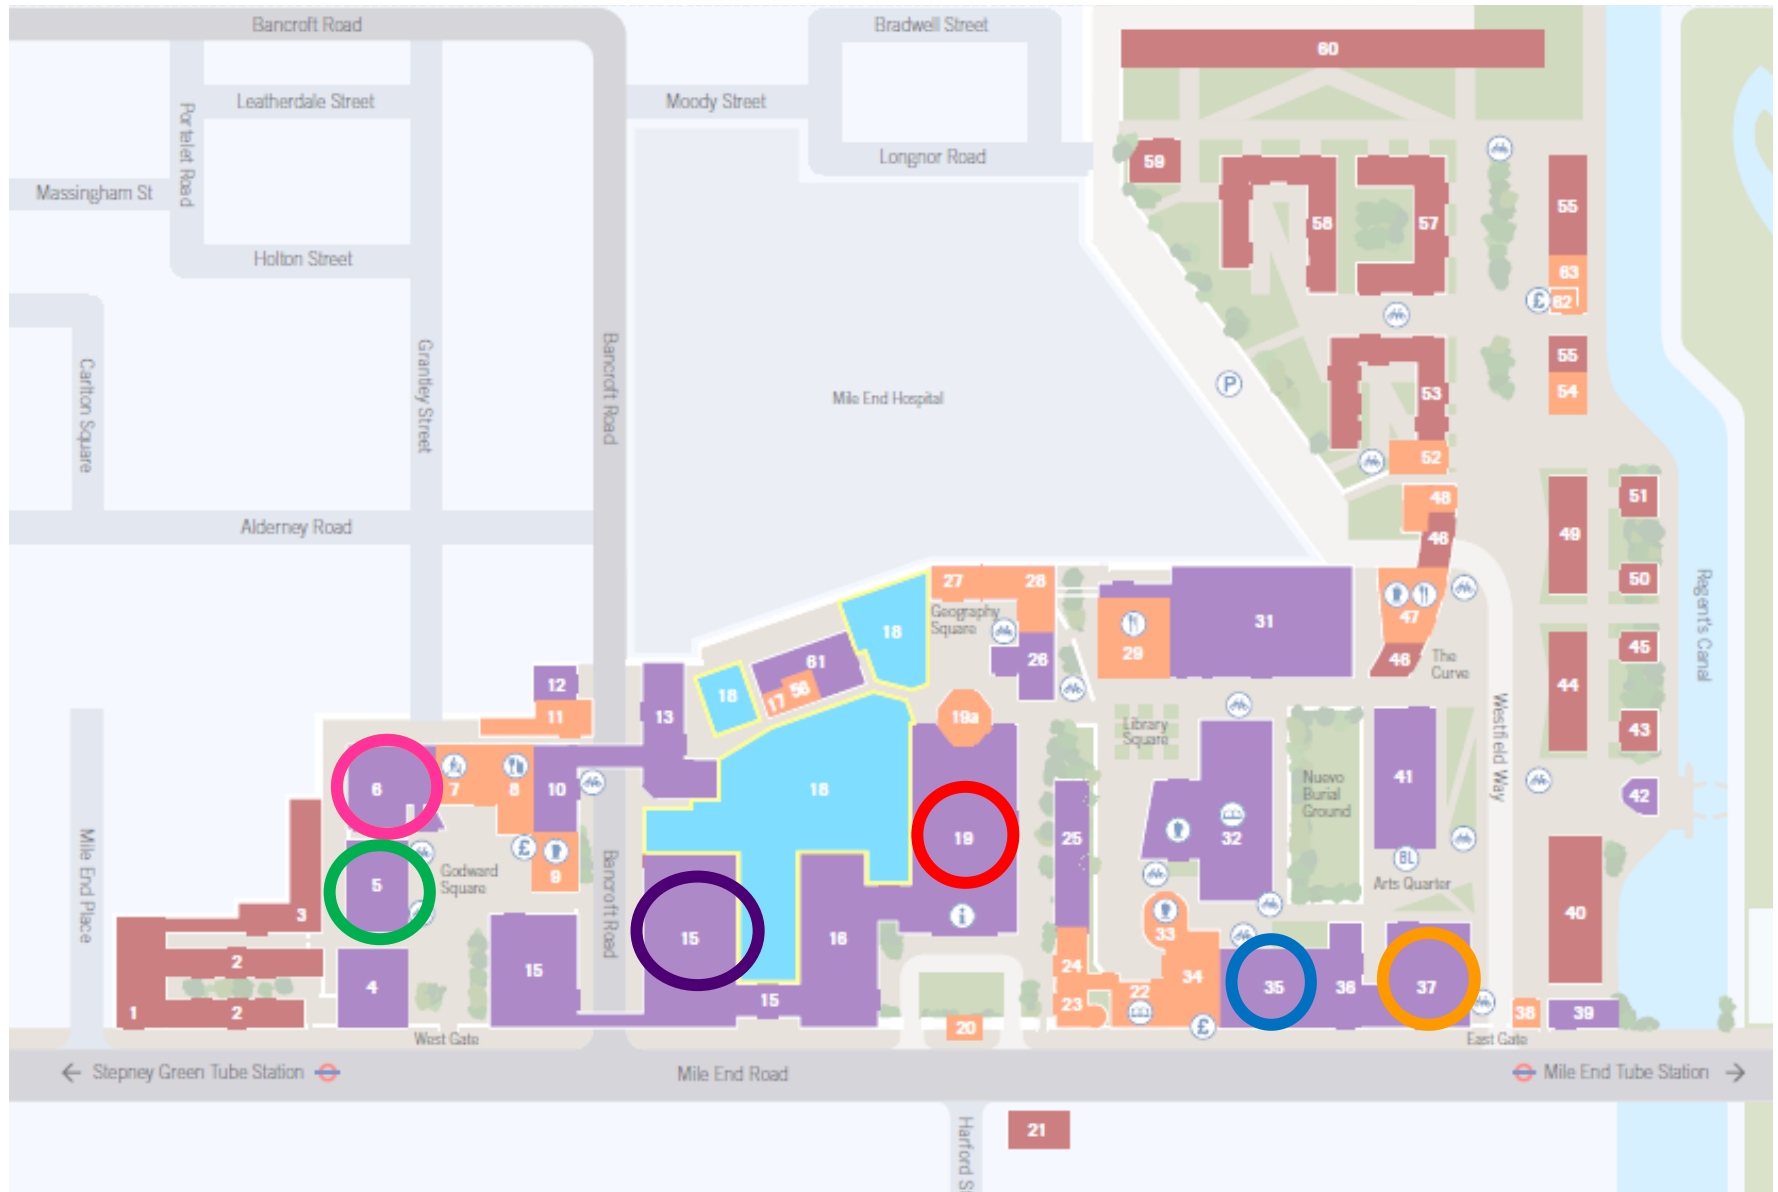 Bancroft Road
Bradwell Street
60
Leatherdale Street
Moody Street
Portelet Road
Longnor Road
59
Massingham St
55
58
57
Holton Street
63
£
62
Carlton Square
Grantley Street
Bancroft Road
55
P
Mile End Hospital
53
54
52
48
51
Alderney Road
46
49
27
28
50
Geography
Square
18
47
31
29
Regent's Canal
61
26
46
The
Curve
45
12
18
56
17
44
11
13
19a
Library
Square
Westfield Way
43
6
7
8
10
18
41
Nuevo
Burial
Ground
42
£
19
25
32
Mile End Place
5
Godward
Square
9
Bancroft Road
BL
Arts Quarter
3
i
40
15
16
33
2
4
15
24
34
35
36
37
1
2
15
23
22
38
39
20
£
West Gate
East Gate
← Stepney Green Tube Station
Mile End Road
Mile End Tube Station →
21
Harford S